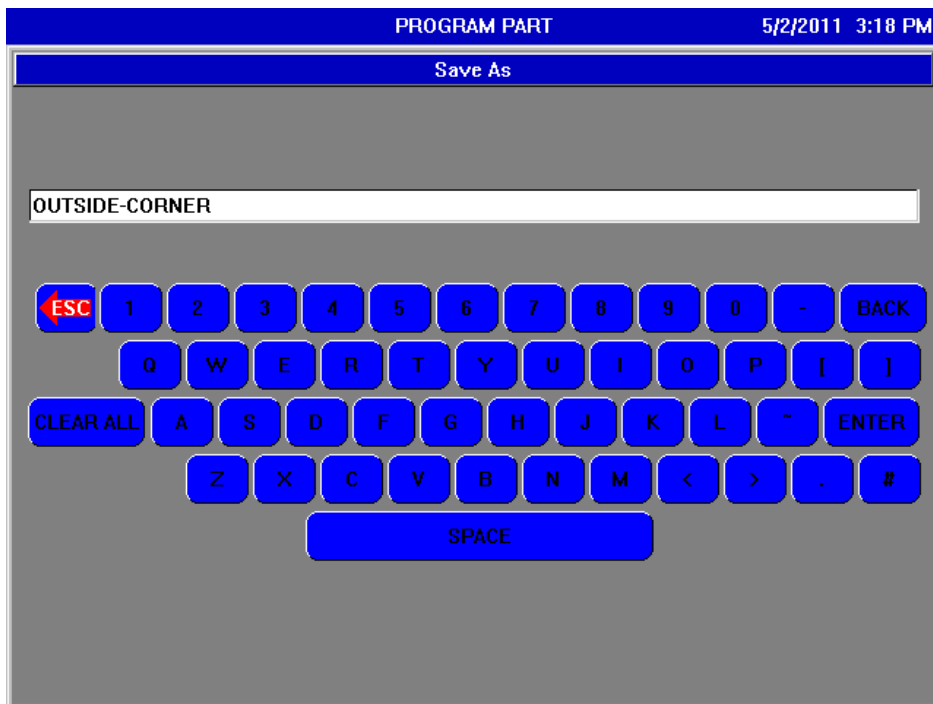 PROGRAM PART 5/2/2011 3:18 PM
Save As
OUTSIDE-CORNER
ESC 1 2 3 4 5 6 7 8 9 0 - BACK
Q W E R T Y U I O P [ ]
CLEAR ALL A S D F G H J K L ~ ENTER
Z X C V B N M < > . #
SPACE